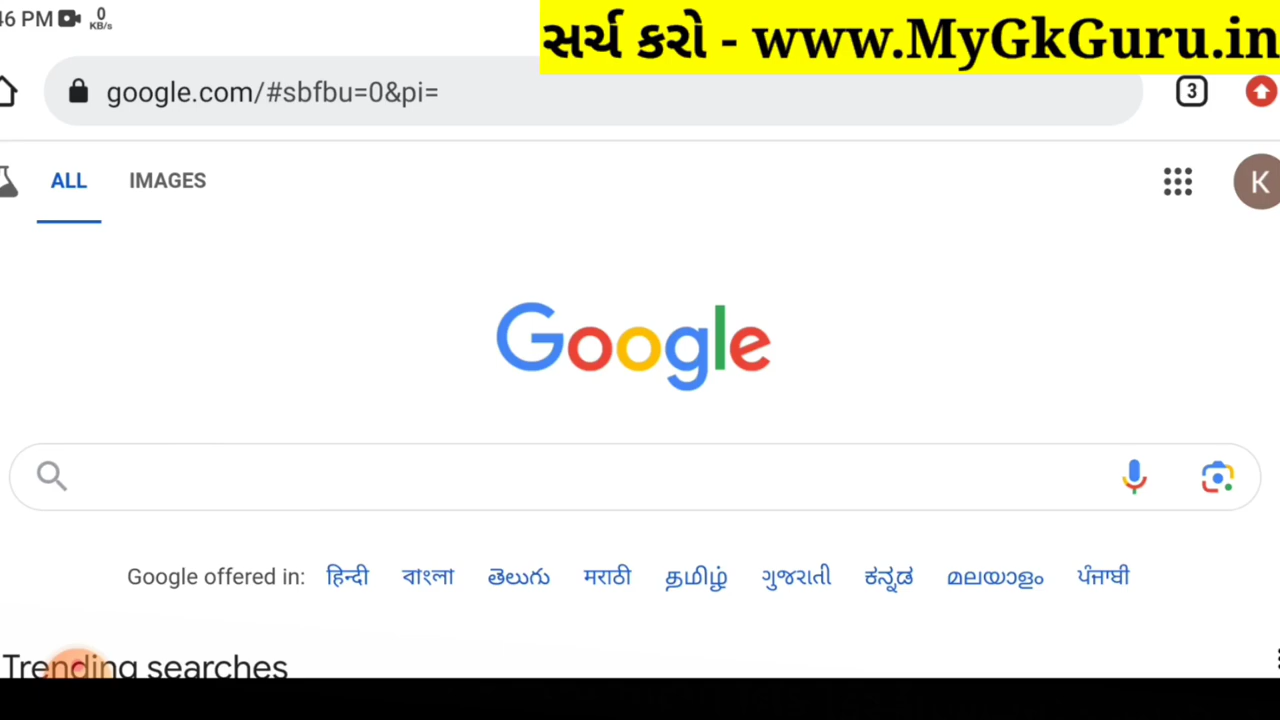 46 PM 0 KB/s
સર્ચ કરો - www.MyGkGuru.in
google.com/#sbfbu=0&pi=
3
ALL IMAGES
K
Google
Google offered in: हिन्दी বাংলা తెలుగు मराठी தமிழ் ગુજરાતી ಕನ್ನಡ മലയാളം ਪੰਜਾਬੀ
Trending searches